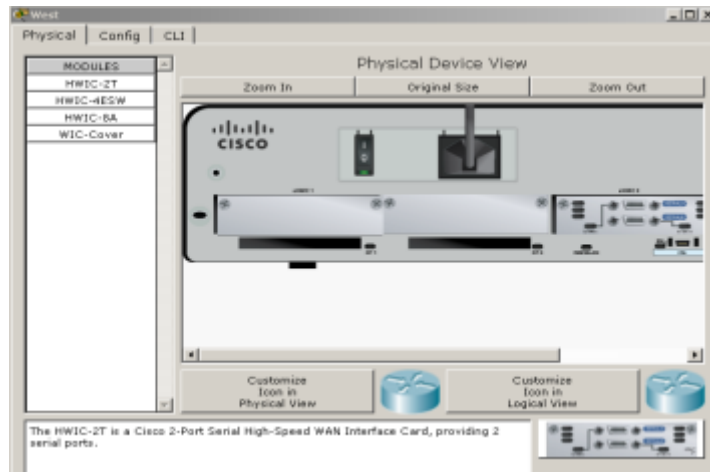 West
Physical Config CLI
MODULES
HWIC-2T
HWIC-4ESW
HWIC-8A
WIC-Cover
Physical Device View
Zoom In Original Size Zoom Out
CISCO
Customize
Icon in
Physical View
Customize
Icon in
Logical View
The HWIC-2T is a Cisco 2-Port Serial High-Speed WAN Interface Card, providing 2
serial ports.